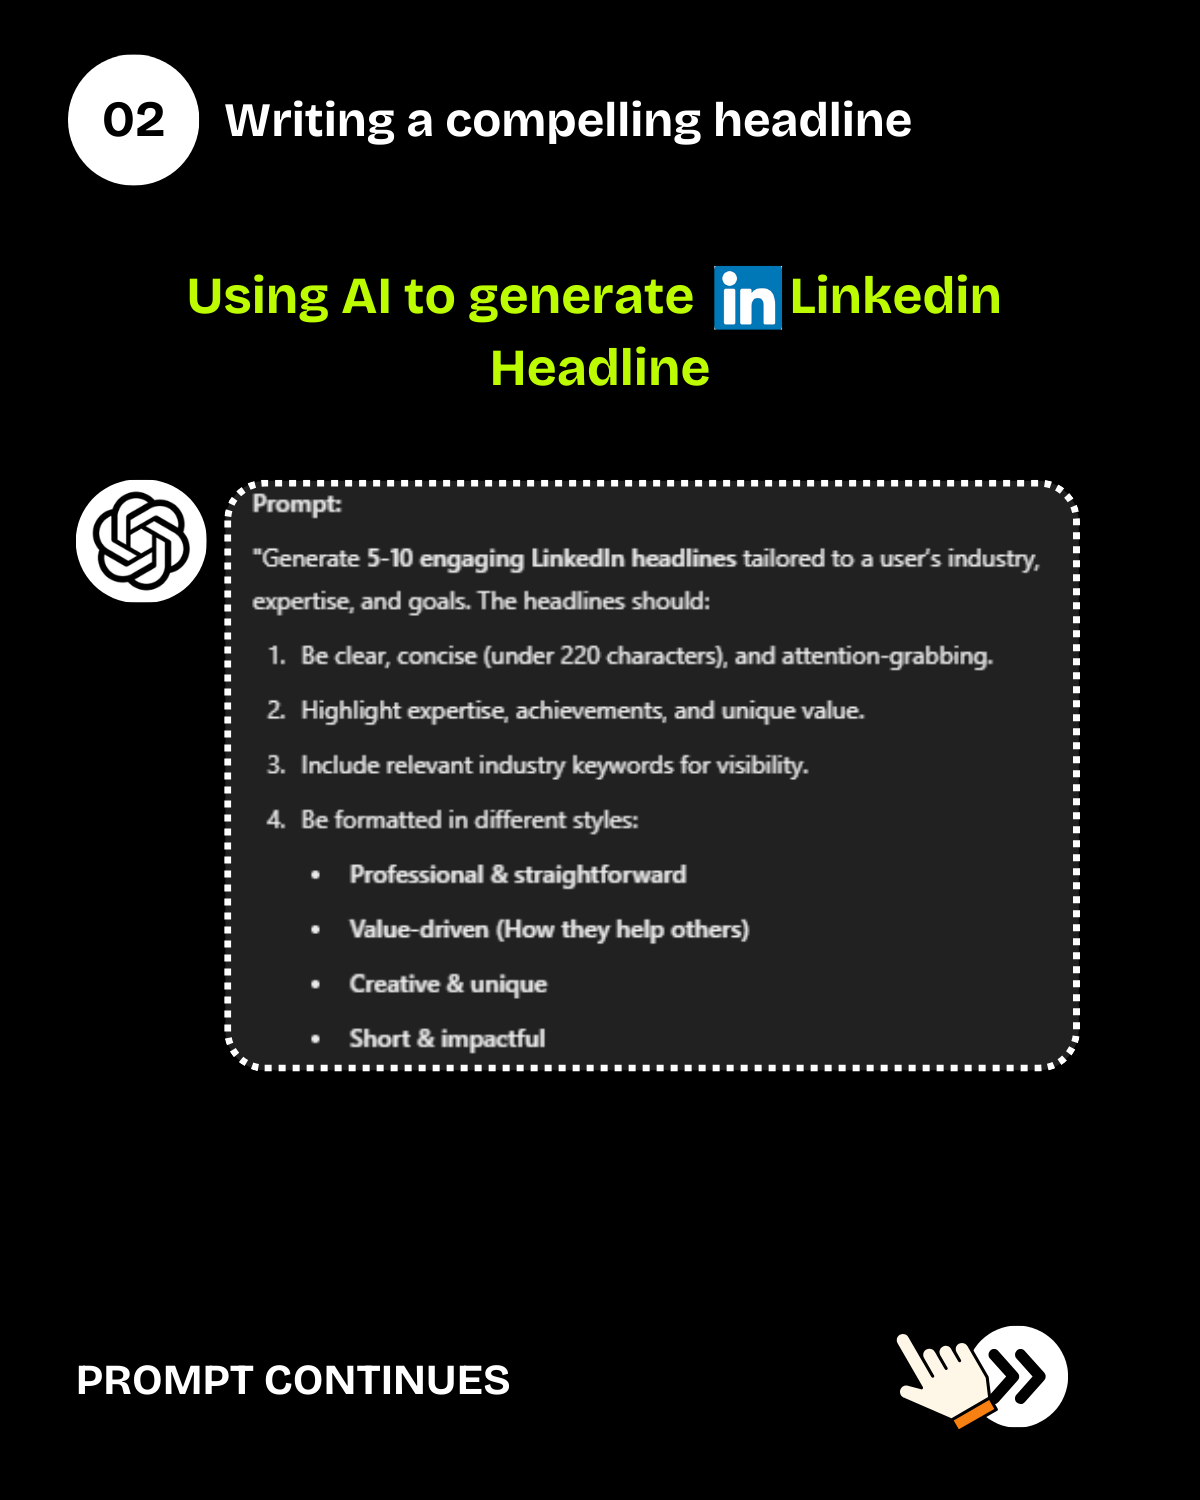 02
Writing a compelling headline
Using AI to generate in Linkedin
Headline
Prompt:
"Generate 5-10 engaging LinkedIn headlines tailored to a user's industry,
expertise, and goals. The headlines should:
1. Be clear, concise (under 220 characters), and attention-grabbing.
2. Highlight expertise, achievements, and unique value.
3. Include relevant industry keywords for visibility.
4. Be formatted in different styles:
• Professional & straightforward
• Value-driven (How they help others)
• Creative & unique
• Short & impactful
PROMPT CONTINUES